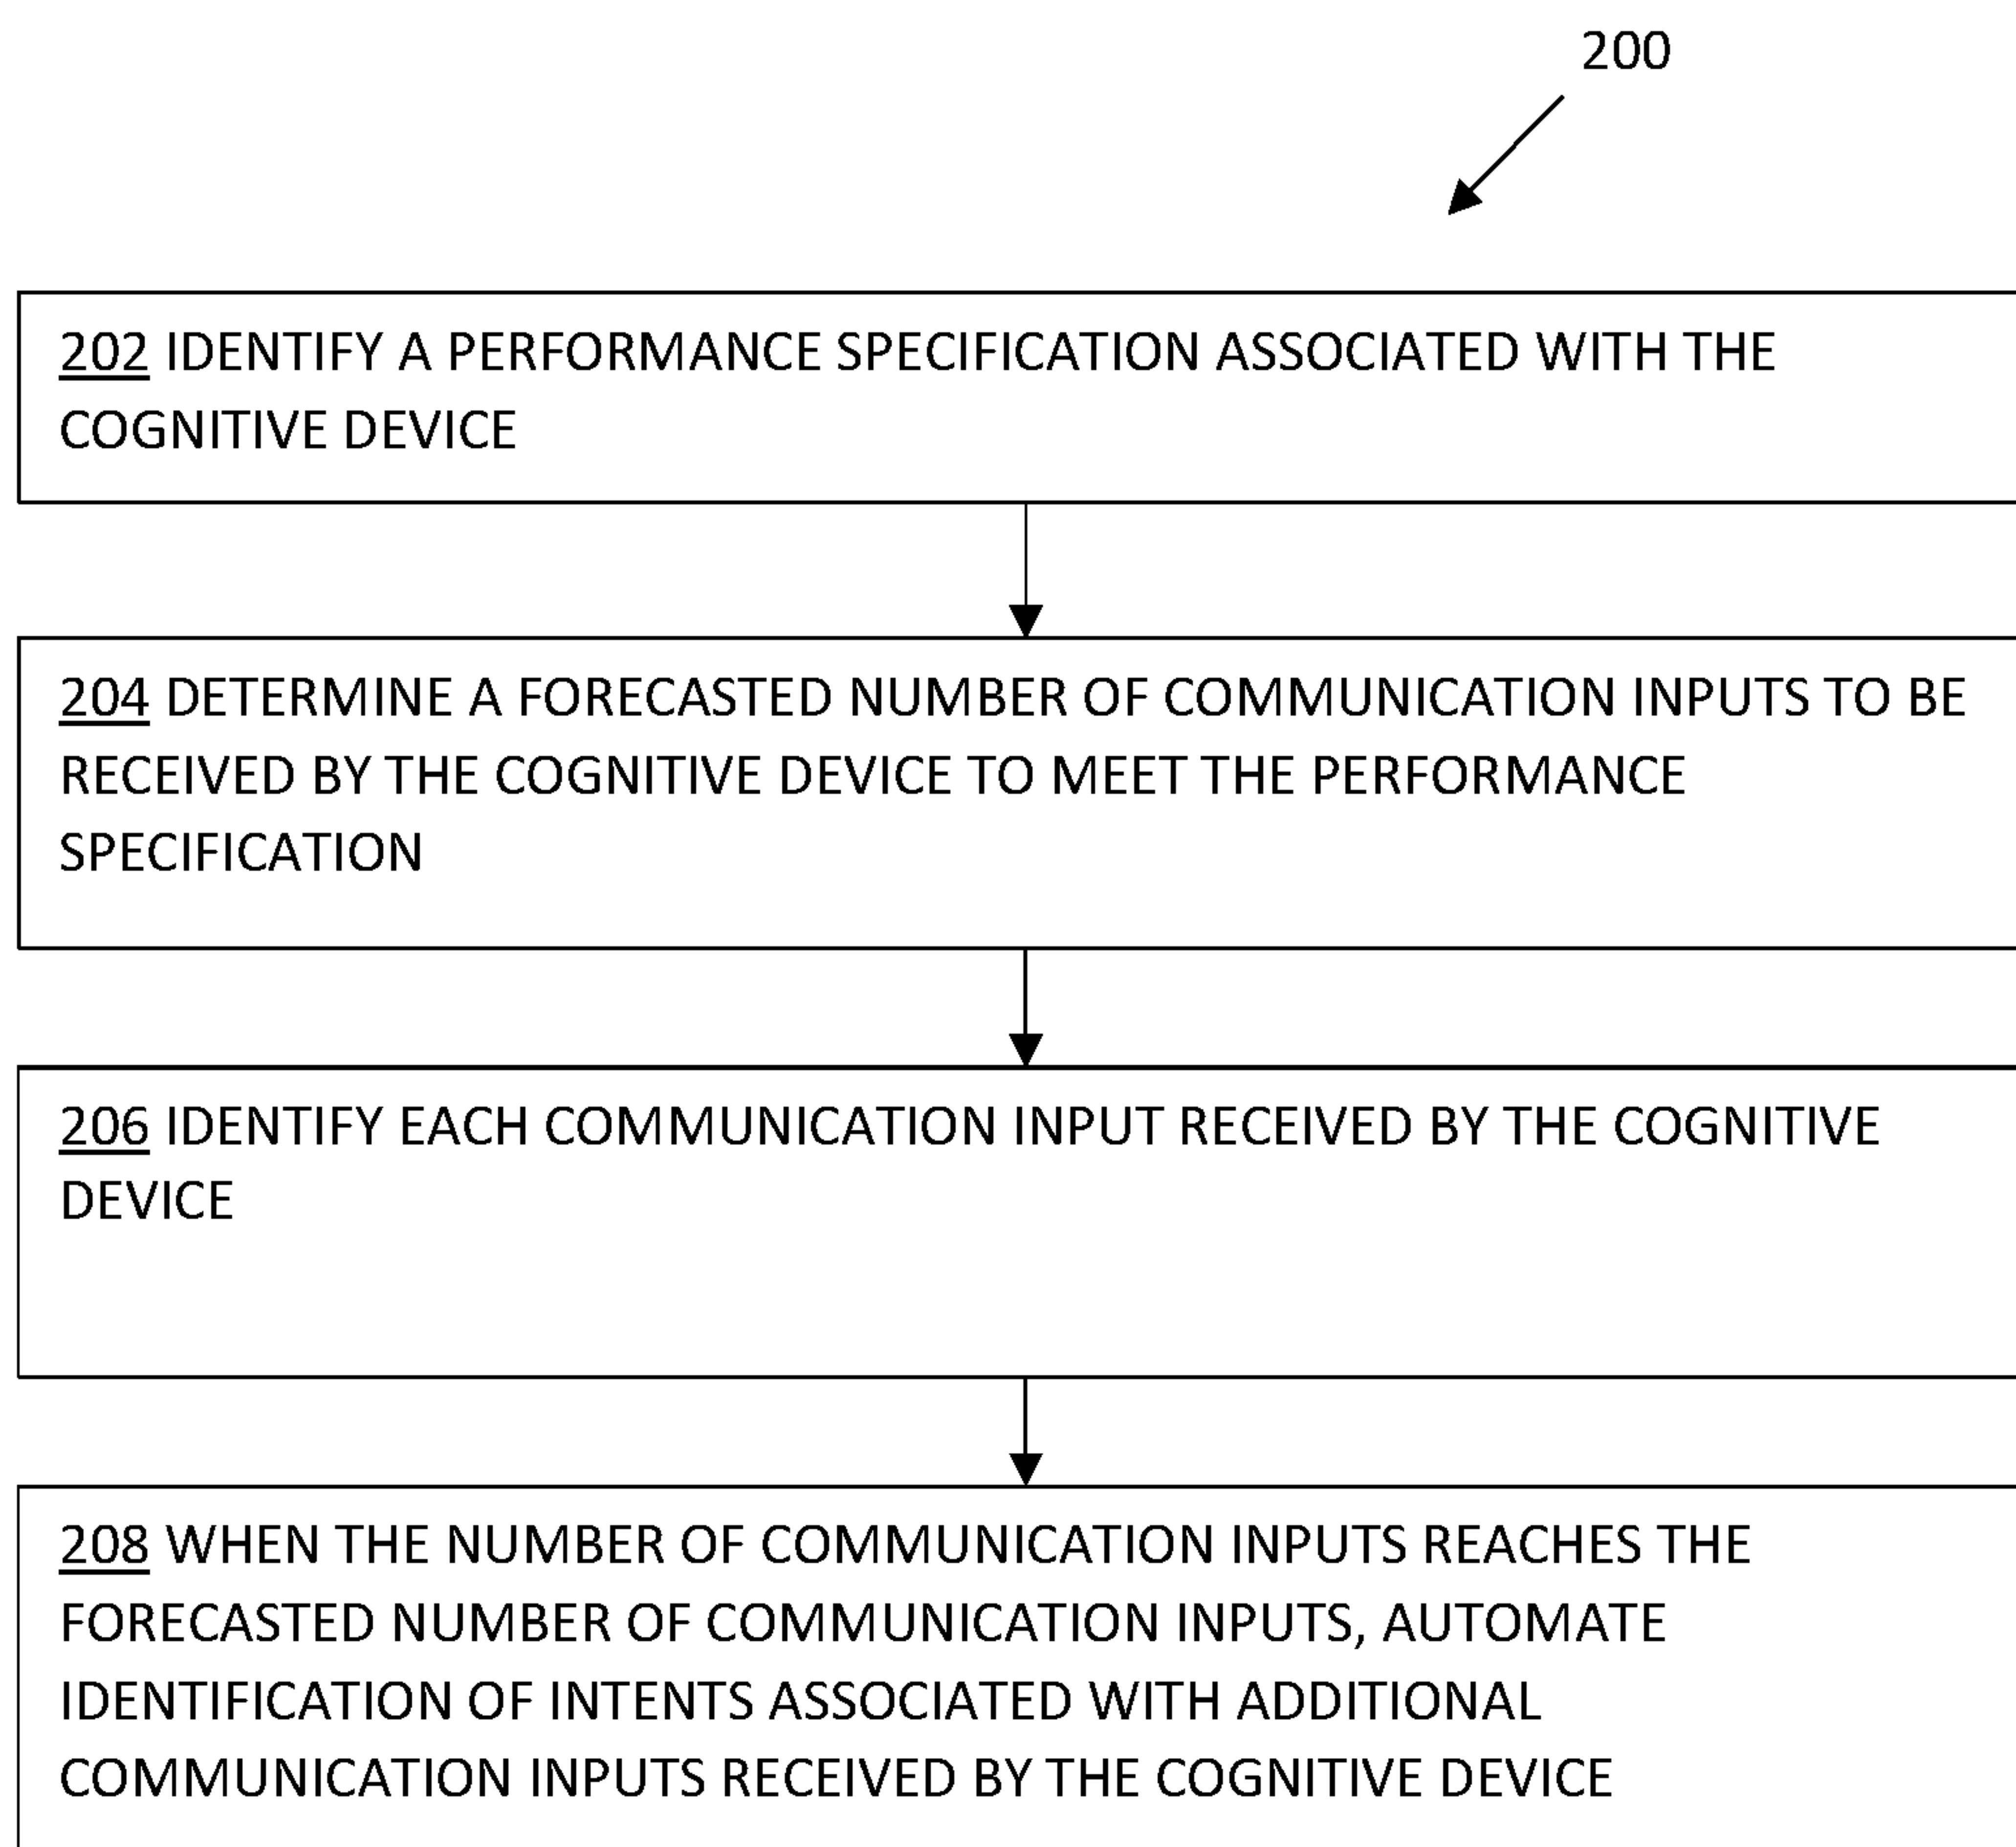 200
202 IDENTIFY A PERFORMANCE SPECIFICATION ASSOCIATED WITH THE
COGNITIVE DEVICE
204 DETERMINE A FORECASTED NUMBER OF COMMUNICATION INPUTS TO BE
RECEIVED BY THE COGNITIVE DEVICE TO MEET THE PERFORMANCE
SPECIFICATION
206 IDENTIFY EACH COMMUNICATION INPUT RECEIVED BY THE COGNITIVE
DEVICE
208 WHEN THE NUMBER OF COMMUNICATION INPUTS REACHES THE
FORECASTED NUMBER OF COMMUNICATION INPUTS, AUTOMATE
IDENTIFICATION OF INTENTS ASSOCIATED WITH ADDITIONAL
COMMUNICATION INPUTS RECEIVED BY THE COGNITIVE DEVICE